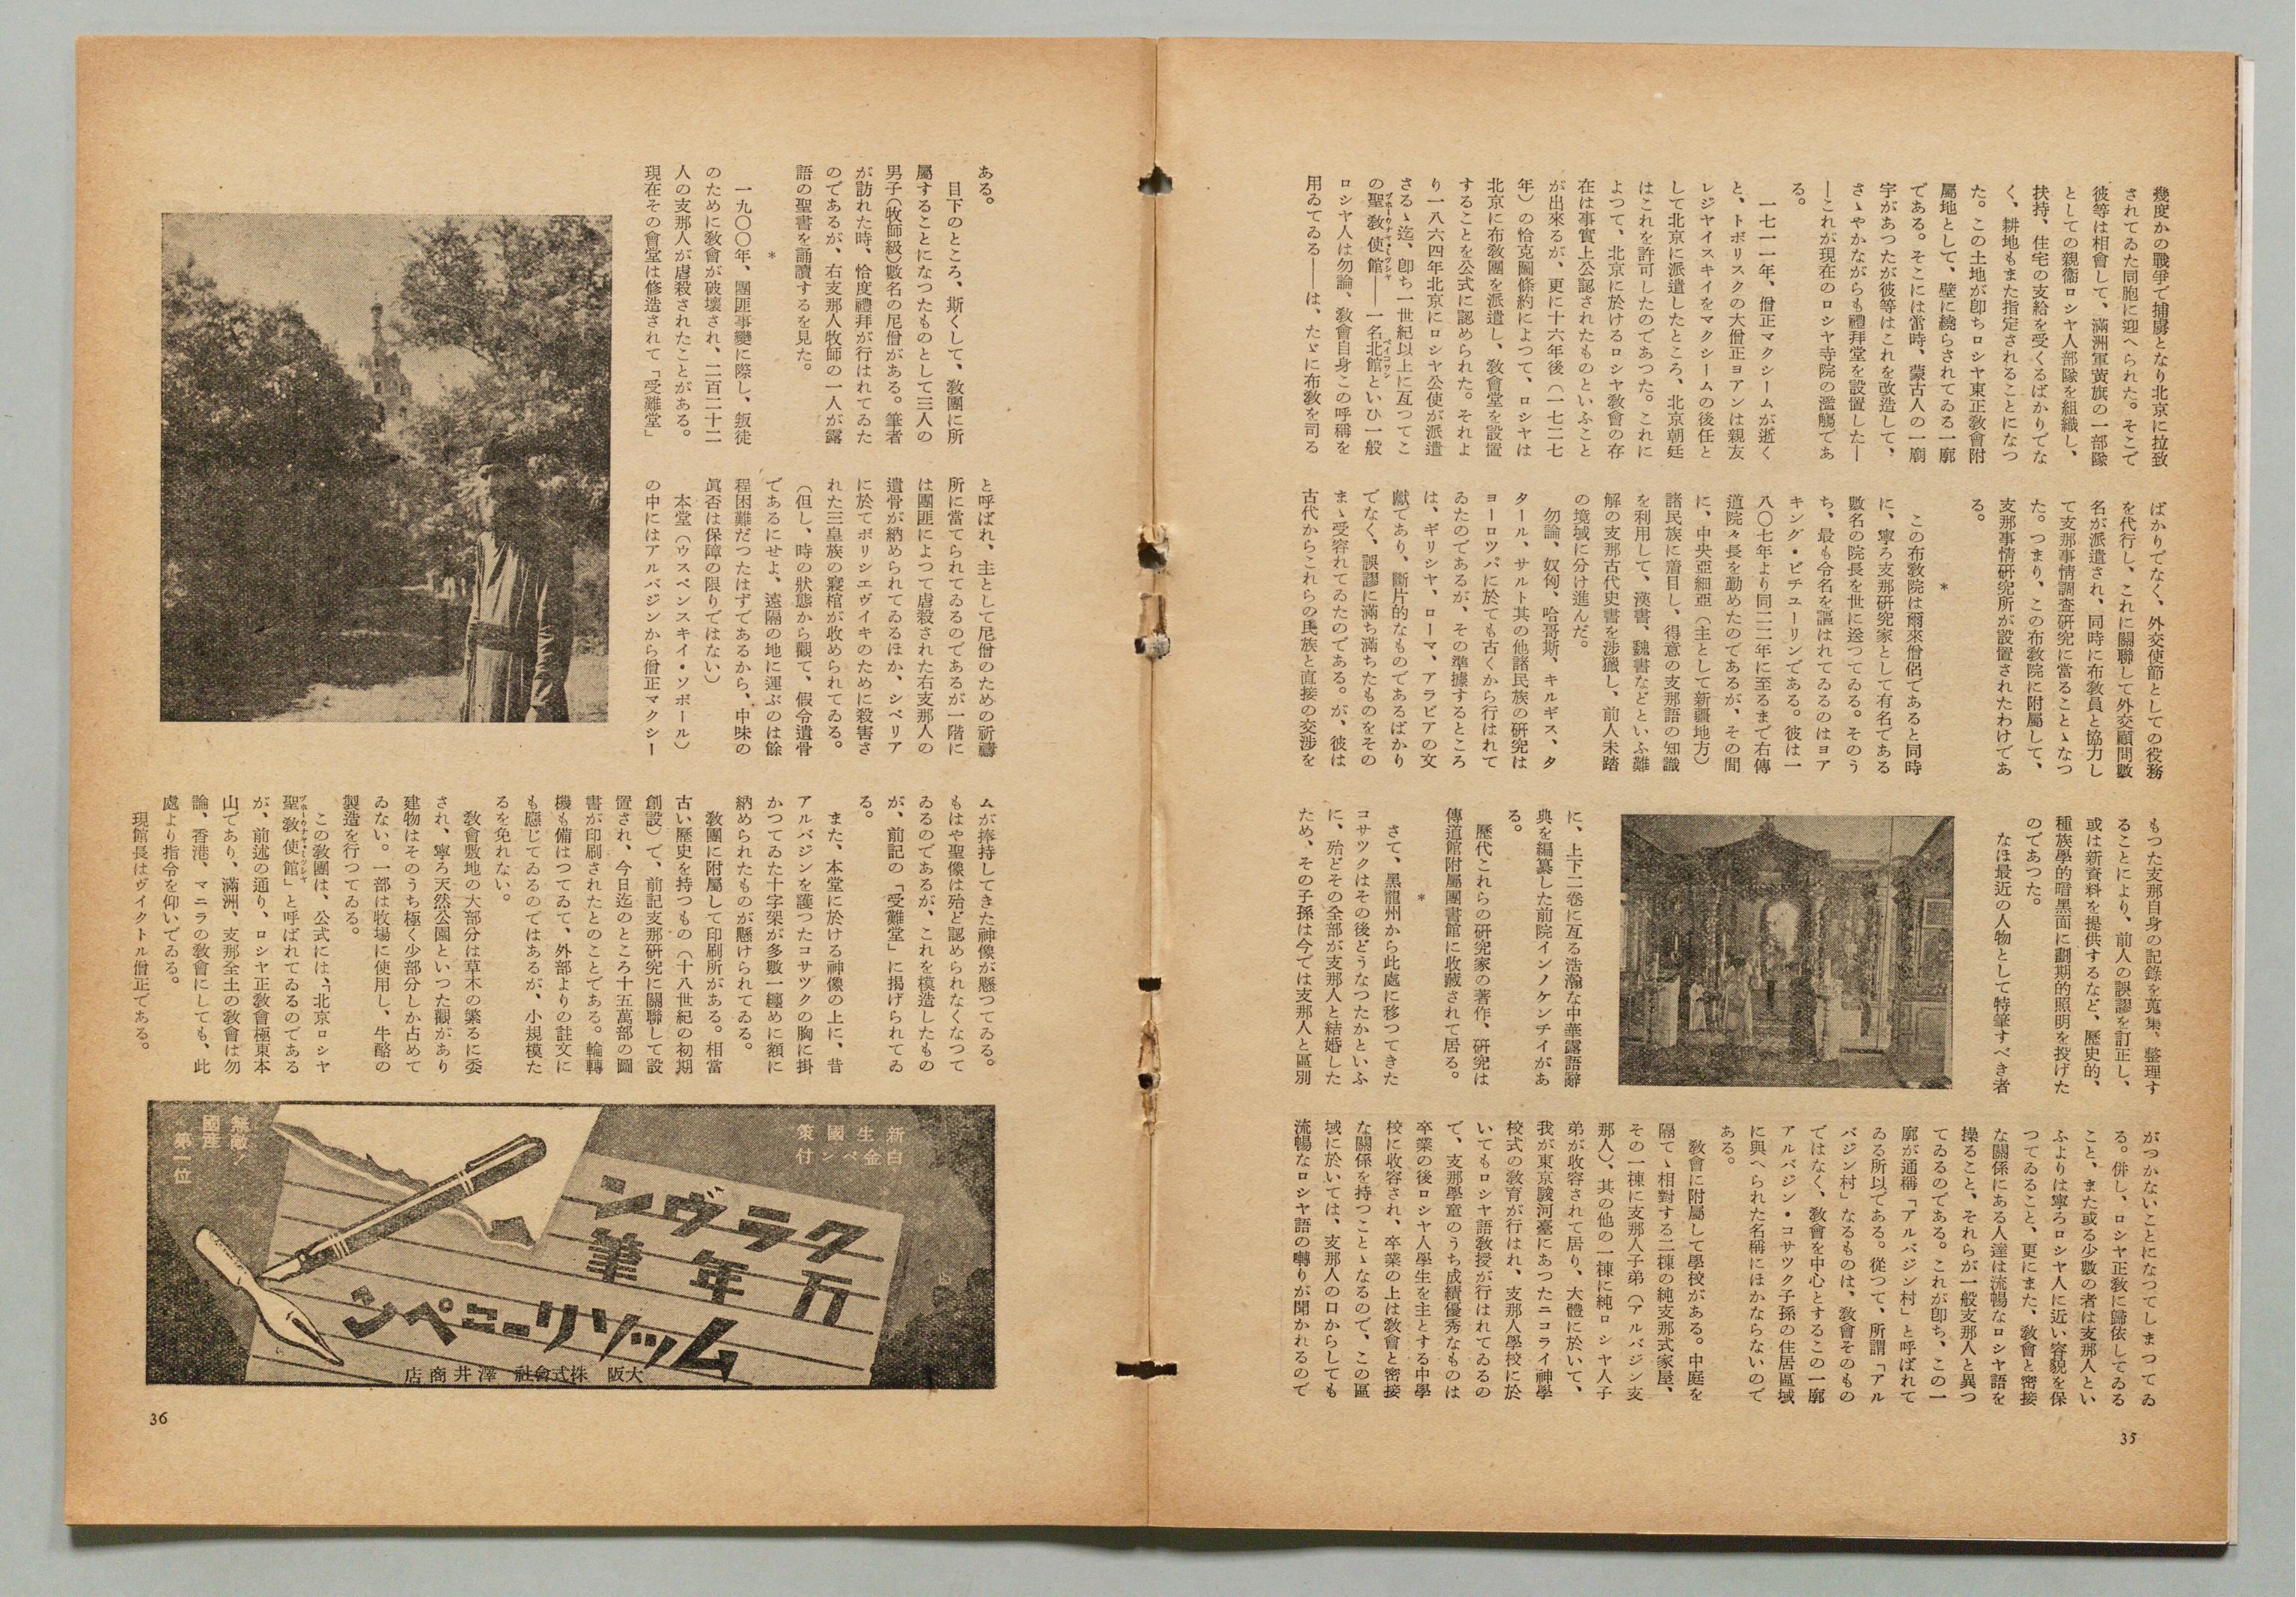 幾度かの戰爭で捕虜となり北京に拉致
されてゐた同胞に迎へられた。そこで
彼等は相會して、滿洲軍黄旗の一部隊
としての親衞ロシヤ人部隊を組織し、
扶持、住宅の支給を受くるばかりでな
く、耕地もまた指定されることになつ
た。この土地が卽ちロシヤ東正敎會附
屬地として、壁に繞らされてゐる一廓
である。そこには當時、蒙古人の一廟
宇があつたが彼等はこれを改造して、
さゝやかながらも禮拜堂を設置した―
―これが現在のロシヤ寺院の濫觴であ
る。
一七一一年、僧正マクシームが逝く
と、トボリスクの大僧正ヨアンは親友
レジヤイスキイをマクシームの後任と
して北京に派遣したところ、北京朝廷
はこれを許可したのであつた。これに
よつて、北京に於けるロシヤ敎會の存
在は事實上公認されたものといふこと
が出來るが、更に十六年後(一七二七
年)の恰克圖條約によつて、ロシヤは
北京に布敎團を派遣し、敎會堂を設置
することを公式に認められた。それよ
り一八六四年北京にロシヤ公使が派遣
さるゝ迄、卽ち一世紀以上に亙つてこ
の聖敎使館――一名北館といひ一般
ロシヤ人は勿論、敎會自身この呼稱を
用ゐてゐる――は、たゞに布敎を司る
ばかりでなく、外交使節としての役務
を代行し、これに關聯して外交顧問數
名が派遣され、同時に布敎員と協力し
て支那事情調査硏究に當ることゝなつ
た。つまり、この布敎院に附屬して、
支那事情硏究所が設置されたわけであ
る。
＊
この布敎院は爾來僧侶であると同時
に、寧ろ支那硏究家として有名である
數名の院長を世に送つてゐる。そのう
ち、最も令名を謳はれてゐるのはヨア
キング・ビチユーリンである。彼は一
八〇七年より同二二年に至るまで右傳
道院々長を勤めたのであるが、その間
に、中央亞細亞(主として新疆地方)
諸民族に着目し、得意の支那語の知識
を利用して、漢書、魏書などといふ難
解の支那古代史書を涉獵し、前人未踏
の境域に分け進んだ。
勿論、奴匈、哈哥斯、キルギス、タ
タール、サルト其の他諸民族の硏究は
ヨーロツパに於ても古くから行はれて
ゐたのであるが、その準據するところ
は、ギリシヤ、ローマ、アラビアの文
獻であり、斷片的なものであるばかり
でなく、誤謬に滿ち滿ちたものをその
まゝ受容れてゐたのである。が、彼は
古代からこれらの民族と直接の交涉を
もつた支那自身の記錄を蒐集、整理す
ることにより、前人の誤謬を訂正し、
或は新資料を提供するなど、歷史的、
種族學的暗黑面に劃期的照明を投げた
のであつた。
なほ最近の人物として特筆すべき者
に、上下二卷に亙る浩瀚な中華露語辭
典を編纂した前院インノケンチイがあ
る。
歷代これらの硏究家の著作、硏究は
傳道館附屬圖書館に收藏されて居る。
＊
さて、黑龍州から此處に移つてきた
コサツクはその後どうなつたかといふ
に、殆どその全部が支那人と結婚した
ため、その子孫は今では支那人と區別
がつかないことになつてしまつてゐ
る。併し、ロシヤ正敎に歸依してゐる
こと、また或る少數の者は支那人とい
ふよりは寧ろロシヤ人に近い容貌を保
つてゐること、更にまた、敎會と密接
な關係にある人達は流暢なロシヤ語を
操ること、それらが一般支那人と異つ
てゐるのである。これが卽ち、この一
廓が通稱「アルバジン村」と呼ばれて
ゐる所以である。從つて、所謂「アル
バジン村」なるものは、敎會そのもの
ではなく、敎會を中心とするこの一廓
アルバジン・コサツク子孫の住居區域
に與へられた名稱にほかならないので
ある。
敎會に附屬して學校がある。中庭を
隔てゝ相對する二棟の純支那式家屋、
その一棟に支那人子弟(アルバジン支
那人)、其の他の一棟に純ロシヤ人子
弟が收容されて居り、大體に於いて、
我が東京駿河臺にあつたニコライ神學
校式の敎育が行はれ、支那人學校に於
いてもロシヤ語敎授が行はれてゐるの
で、支那學童のうち成績優秀なものは
卒業の後ロシヤ人學生を主とする中學
校に收容され、卒業の上は敎會と密接
な關係を持つことゝなるので、この區
域に於いては、支那人の口からしても
流暢なロシヤ語の囀りが聞かれるので
35
ある。
目下のところ、斯くして、敎團に所
屬することになつたものとして三人の
男子(牧師級)數名の尼僧がある。筆者
が訪れた時、恰度禮拜が行はれてゐた
のであるが、右支那人牧師の一人が露
語の聖書を誦讀するを見た。
＊
一九〇〇年、團匪事變に際し、叛徒
のために敎會が破壞され、二百二十二
人の支那人が虐殺されたことがある。
現在その會堂は修造されて「受難堂」
と呼ばれ、主として尼僧のための祈禱
所に當てられてゐるのであるが一階に
は團匪によつて虐殺された右支那人の
遺骨が納められてゐるほか、シベリア
に於てボリシエヴイキのために殺害さ
れた三皇族の寢棺が收められてゐる。
(但し、時の狀態から觀て、假令遺骨
であるにせよ、遠隔の地に運ぶのは餘
程困難だつたはずであるから、中味の
眞否は保障の限りではない)
本堂(ウスペンスキイ・ソボール)
の中にはアルバジンから僧正マクシー
ムが捧持してきた神像が懸つてゐる。
もはや聖像は殆ど認められなくなつて
ゐるのであるが、これを模造したもの
が、前記の「受難堂」に揭げられてゐ
る。
また、本堂に於ける神像の上に、昔
アルバジンを護つたコサツクの胸に掛
かつてゐた十字架が多數一纏めに額に
納められたものが懸けられてゐる。
敎團に附屬して印刷所がある。相當
古い歷史を持つもの(十八世紀の初期
創設)で、前記支那硏究に關聯して設
置され、今日迄のところ十五萬部の圖
書が印刷されたとのことである。輪轉
機も備はつてゐて、外部よりの註文に
も應じてゐるのではあるが、小規模た
るを免れない。
敎會敷地の大部分は草木の繁るに委
され、寧ろ天然公園といつた觀があり
建物はそのうち極く少部分しか占めて
ゐない。一部は牧場に使用し、牛酪の
製造を行つてゐる。
この敎團は、公式には、「北京ロシヤ
聖敎使館」と呼ばれてゐるのである
が、前述の通り、ロシヤ正敎會極東本
山であり、滿洲、支那全土の敎會は勿
論、香港、マニラの敎會にしても、此
處より指令を仰いでゐる。
現館長はヴイクトル僧正である。
新生國策
白金ペン付
クラヴン
万年筆
ムッソリーニペン
大阪 株式會社 澤井商店
無敵!
國産
第一位
36